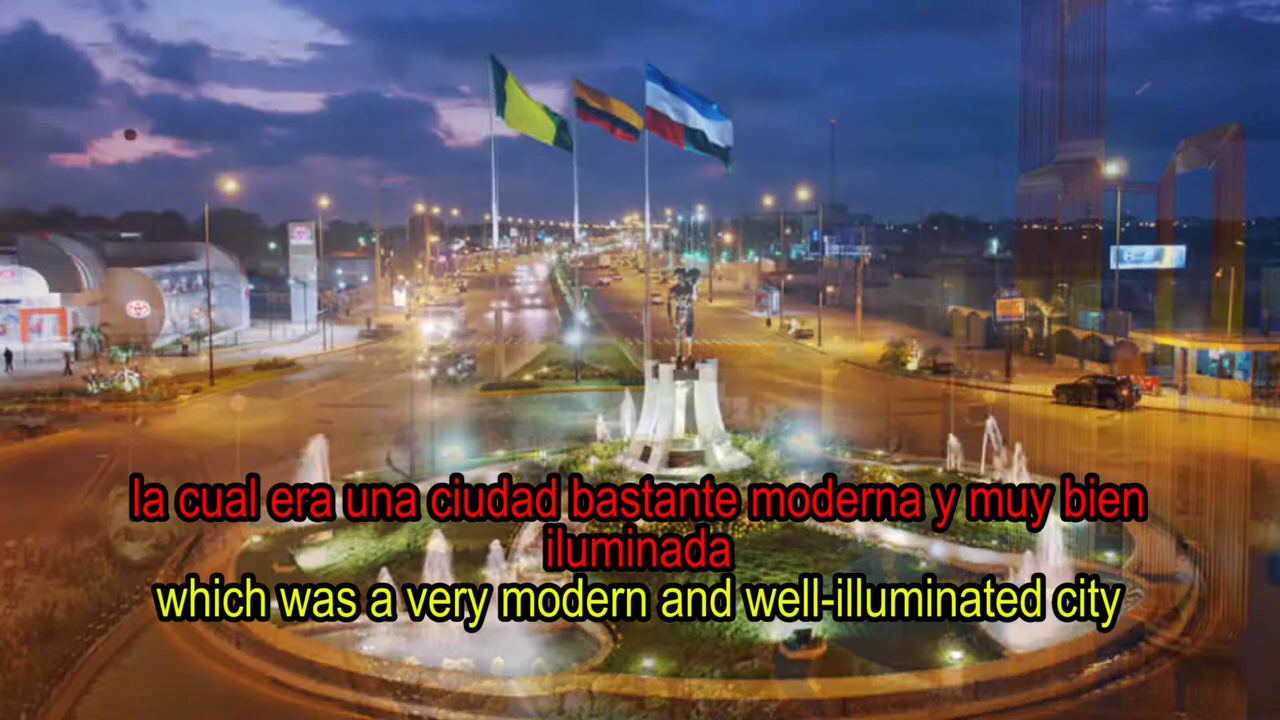 la cual era una ciudad bastante moderna y muy bien
iluminada
which was a very modern and well-illuminated city